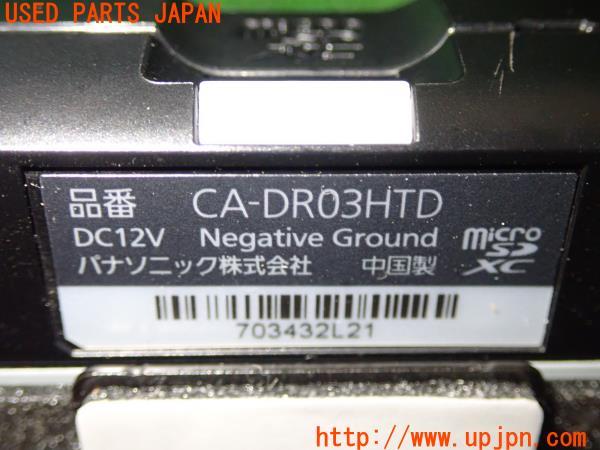 USED PARTS JAPAN
品番 CA-DR03HTD
DC12V Negative Ground
micro SD XC
パナソニック株式会社 中国製
703432L21
http://www.upjpn.com